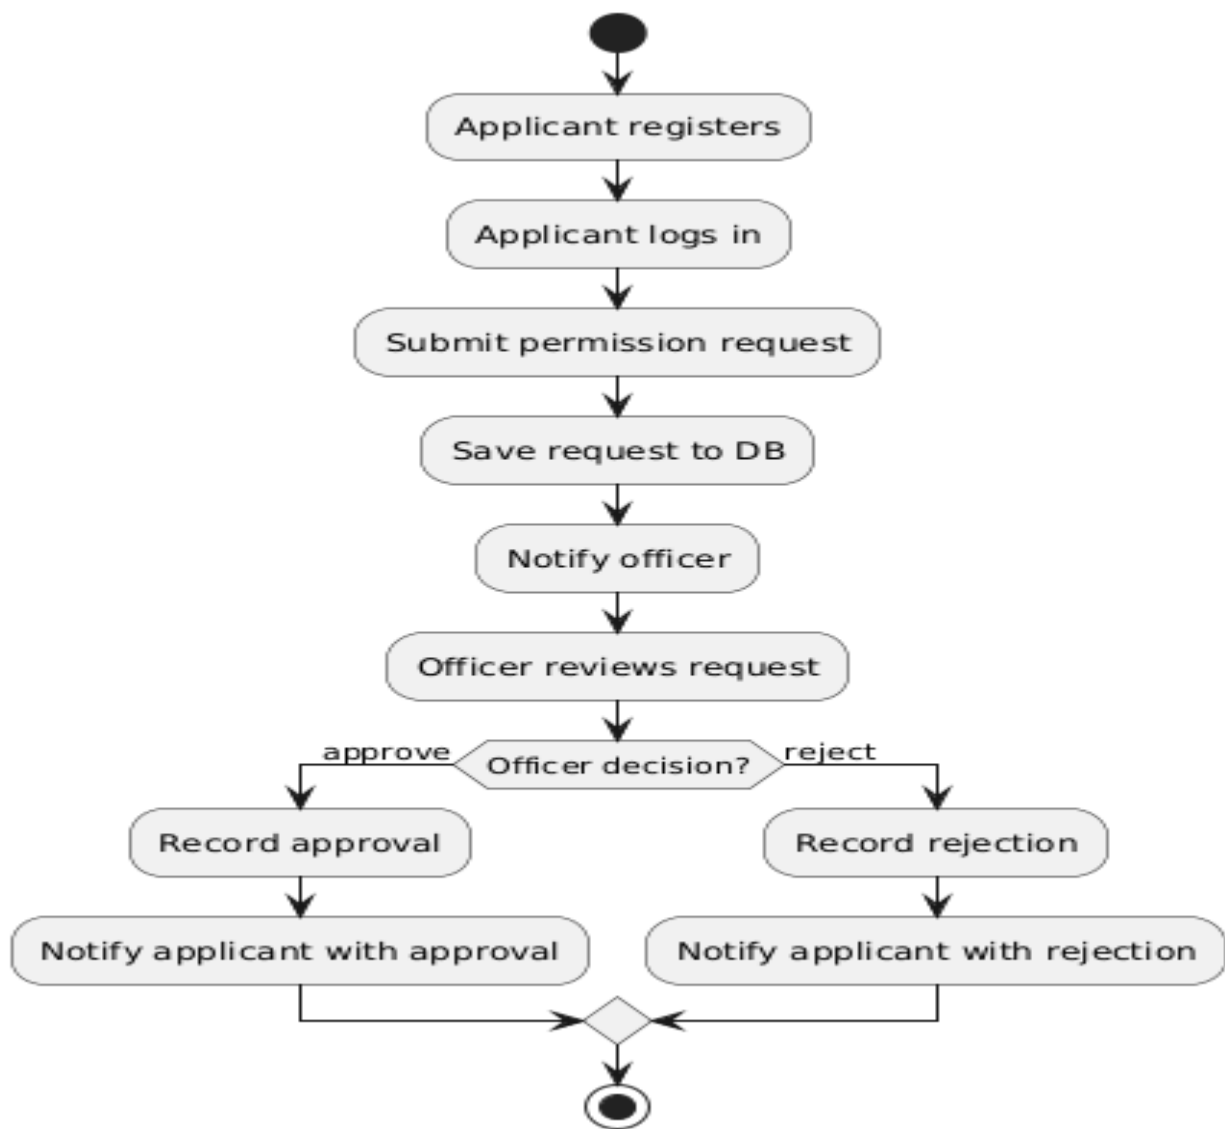 Applicant registers
Applicant logs in
Submit permission request
Save request to DB
Notify officer
Officer reviews request
approve
Officer decision?
reject
Record approval
Record rejection
Notify applicant with approval
Notify applicant with rejection